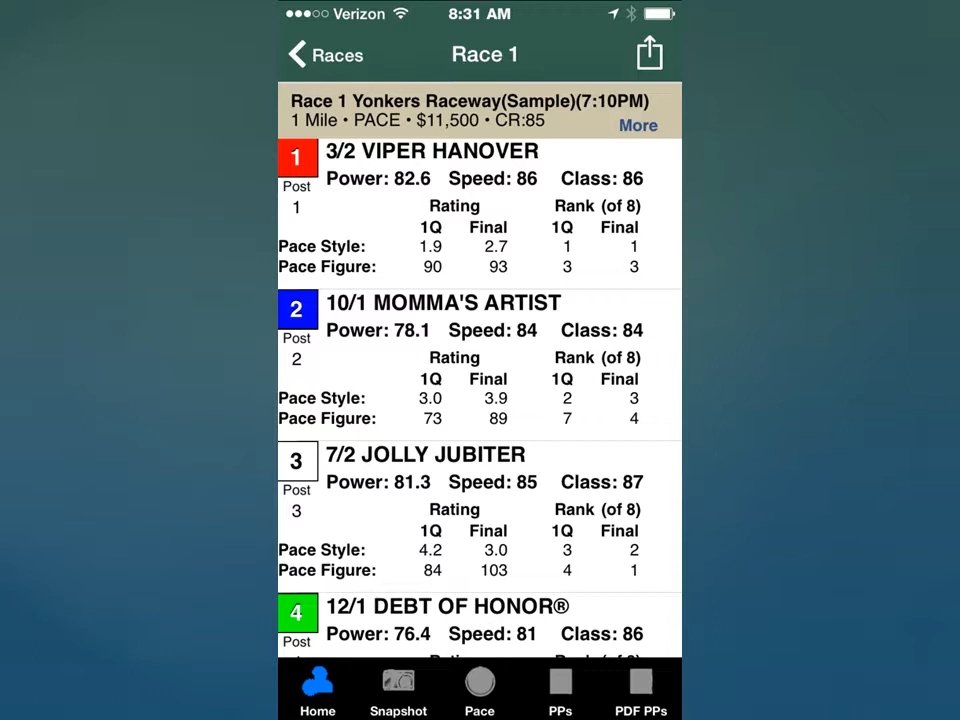 Verizon 8:31 AM
Races Race 1
Race 1 Yonkers Raceway(Sample)(7:10PM)
1 Mile • PACE • $11,500 • CR:85
More
1 3/2 VIPER HANOVER
Power: 82.6 Speed: 86 Class: 86
Post
1 Rating Rank (of 8)
1Q Final 1Q Final
Pace Style: 1.9 2.7 1 1
Pace Figure: 90 93 3 3
2 10/1 MOMMA'S ARTIST
Power: 78.1 Speed: 84 Class: 84
Post
2 Rating Rank (of 8)
1Q Final 1Q Final
Pace Style: 3.0 3.9 2 3
Pace Figure: 73 89 7 4
3 7/2 JOLLY JUBITER
Power: 81.3 Speed: 85 Class: 87
Post
3 Rating Rank (of 8)
1Q Final 1Q Final
Pace Style: 4.2 3.0 3 2
Pace Figure: 84 103 4 1
4 12/1 DEBT OF HONOR®
Power: 76.4 Speed: 81 Class: 86
Post
Home Snapshot Pace PPs PDF PPs